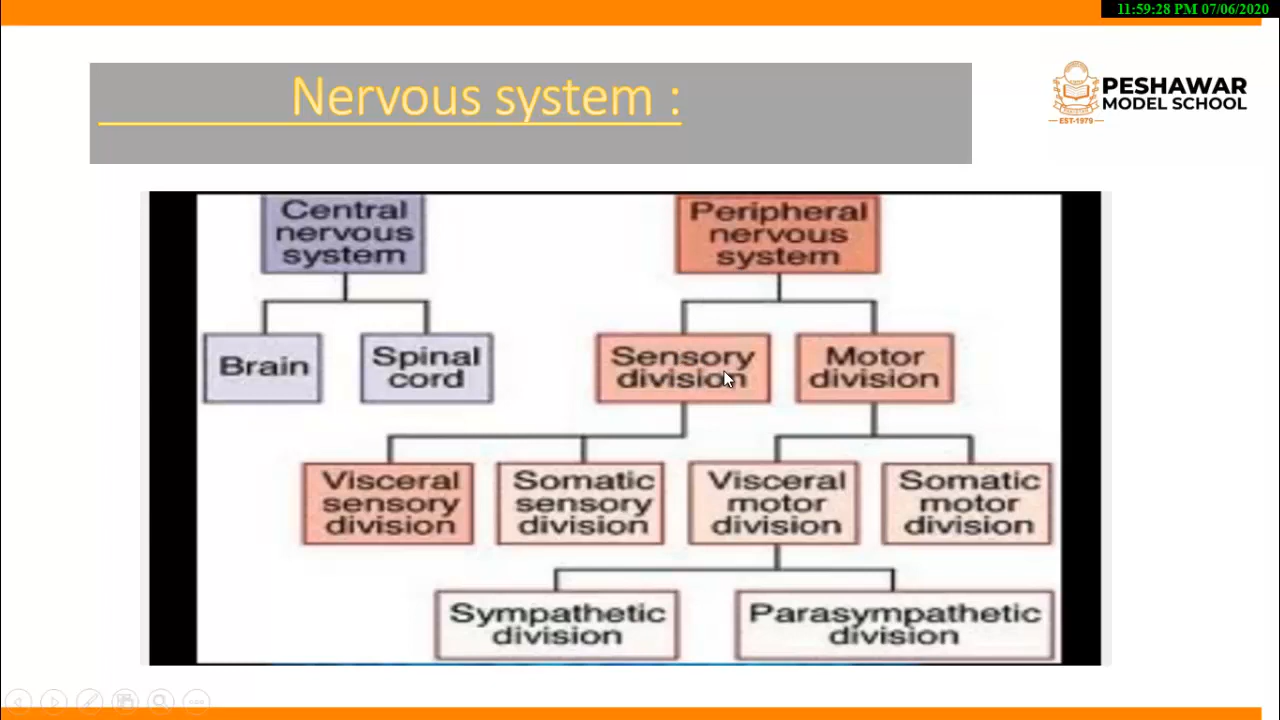 11:59:28 PM 07/06/2020
Nervous system :
PESHAWAR
MODEL SCHOOL
EST-1979
Central
nervous
system
Peripheral
nervous
system
Brain
Spinal
cord
Sensory
division
Motor
division
Visceral
sensory
division
Somatic
sensory
division
Visceral
motor
division
Somatic
motor
division
Sympathetic
division
Parasympathetic
division